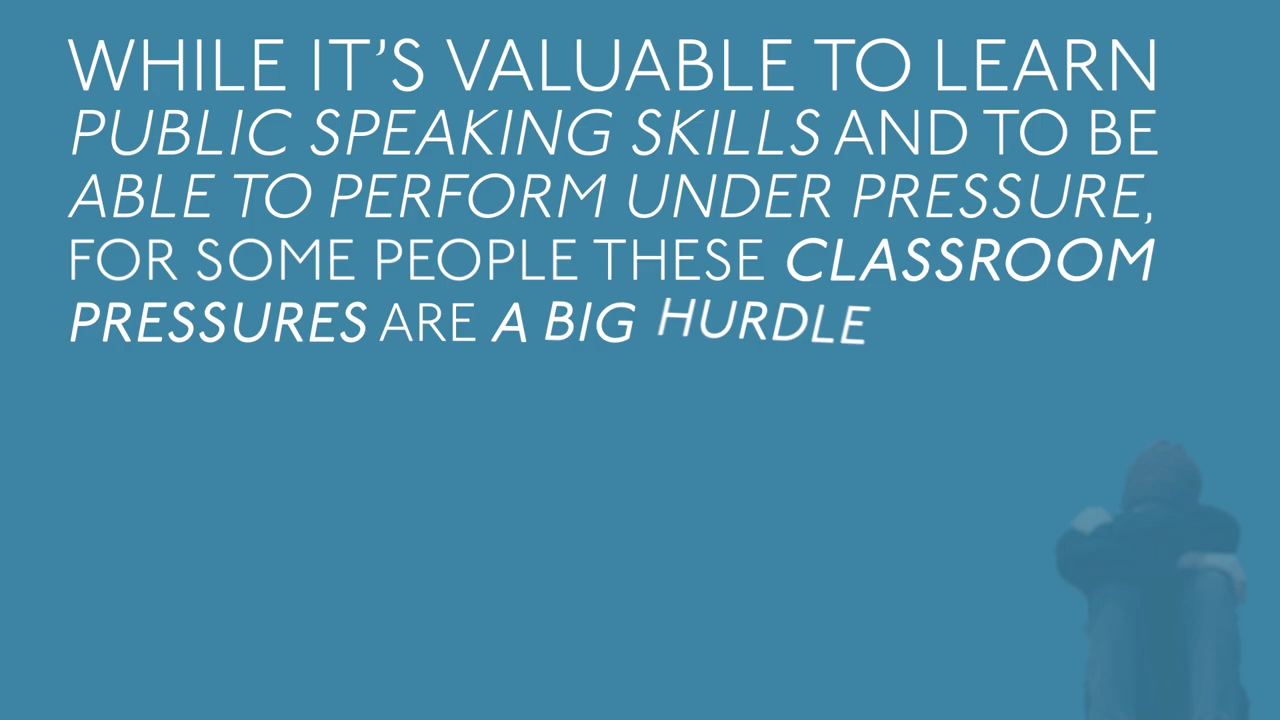 WHILE IT'S VALUABLE TO LEARN
PUBLIC SPEAKING SKILLS AND TO BE
ABLE TO PERFORM UNDER PRESSURE,
FOR SOME PEOPLE THESE CLASSROOM
PRESSURES ARE A BIG HURDLE